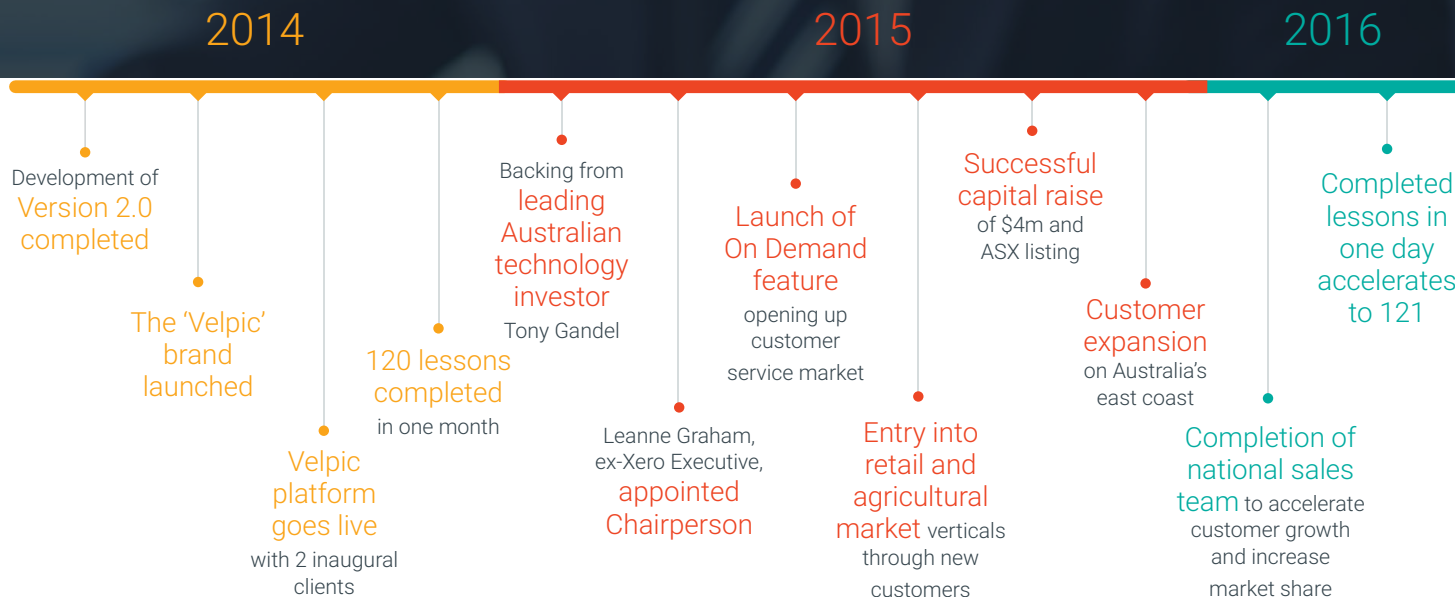 2014
2015
2016
Development of
Version 2.0
completed
The ‘Velpic’
brand
launched
Velpic
platform
goes live
with 2 inaugural
clients
120 lessons
completed
in one month
Backing from
leading
Australian
technology
investor
Tony Gandel
Leanne Graham,
ex-Xero Executive,
appointed
Chairperson
Launch of
On Demand
feature
opening up
customer
service market
Entry into
retail and
agricultural
market verticals
through new
customers
Successful
capital raise
of $4m and
ASX listing
Customer
expansion
on Australia’s
east coast
Completion of
national sales
team to accelerate
customer growth
and increase
market share
Completed
lessons in
one day
accelerates
to 121